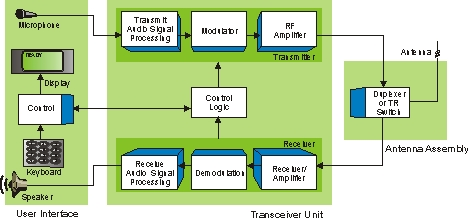 Microphone
READY
Display
Control
Keyboard
Speaker
User Interface
Transmit
Audio Signal
Processing
Modulator
RF
Amplifier
Transmitter
Control
Logic
Receiver
Receive
Audio Signal
Processing
Demodulation
Receiver/
Amplifier
Transceiver Unit
Antenna
Duplexer
or TR
Switch
Antenna Assembly